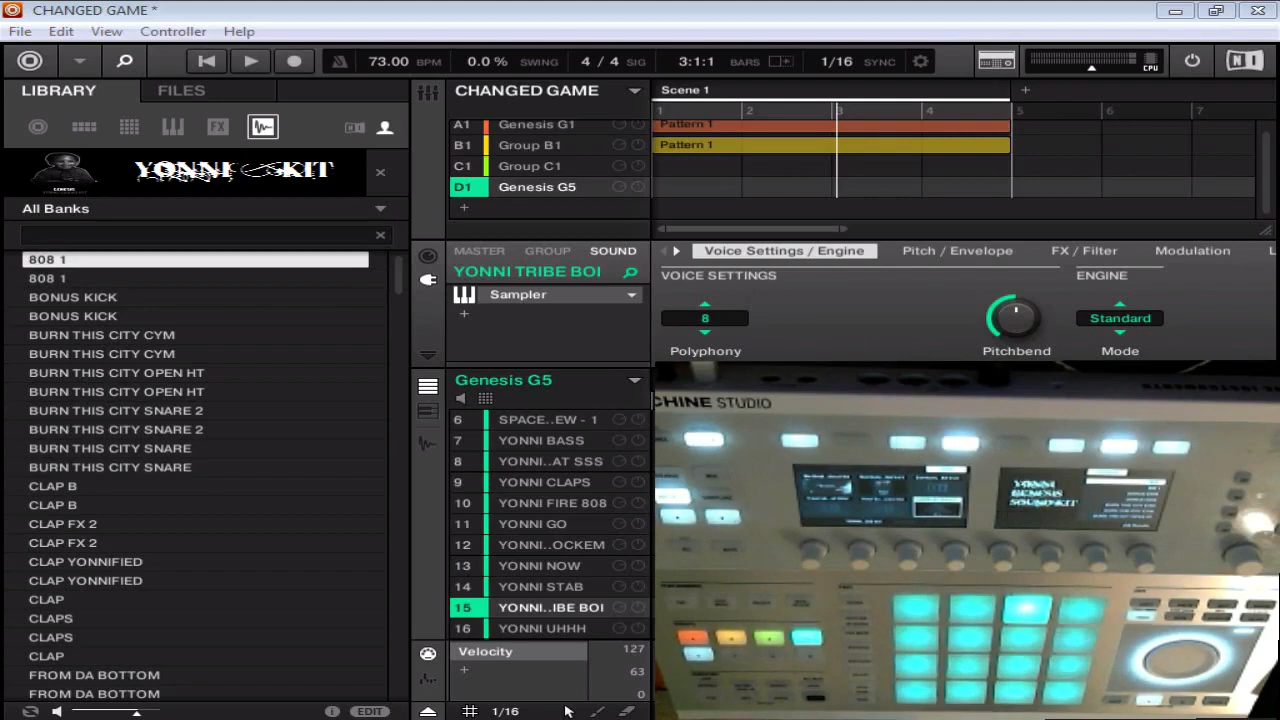 CHANGED GAME *
File Edit View Controller Help
73.00 BPM 0.0 % SWING 4 / 4 SIG 3:1:1 BARS 1/16 SYNC CPU
LIBRARY FILES
FX
YONNI KIT
GENESIS
All Banks
808 1
808 1
BONUS KICK
BONUS KICK
BURN THIS CITY CYM
BURN THIS CITY CYM
BURN THIS CITY OPEN HT
BURN THIS CITY OPEN HT
BURN THIS CITY SNARE 2
BURN THIS CITY SNARE 2
BURN THIS CITY SNARE
BURN THIS CITY SNARE
CLAP B
CLAP B
CLAP FX 2
CLAP FX 2
CLAP YONNIFIED
CLAP YONNIFIED
CLAP
CLAPS
CLAPS
CLAP
FROM DA BOTTOM
FROM DA BOTTOM
EDIT
CHANGED GAME
A1 Genesis G1
B1 Group B1
C1 Group C1
D1 Genesis G5
+
Scene 1 +
1 2 3 4 5 6 7
Pattern 1
Pattern 1
MASTER GROUP SOUND
YONNI TRIBE BOI
Sampler
+
Voice Settings / Engine Pitch / Envelope FX / Filter Modulation L
VOICE SETTINGS ENGINE
8 Standard
Polyphony Pitchbend Mode
Genesis G5
6 SPACE..EW - 1
7 YONNI BASS
8 YONNI..AT SSS
9 YONNI CLAPS
10 YONNI FIRE 808
11 YONNI GO
12 YONNI..OCKEM
13 YONNI NOW
14 YONNI STAB
15 YONNI..IBE BOI
16 YONNI UHHH
Velocity 127
+ 63
0
1/16
CHINE STUDIO
YONNI
GENESIS
SOUNDKIT